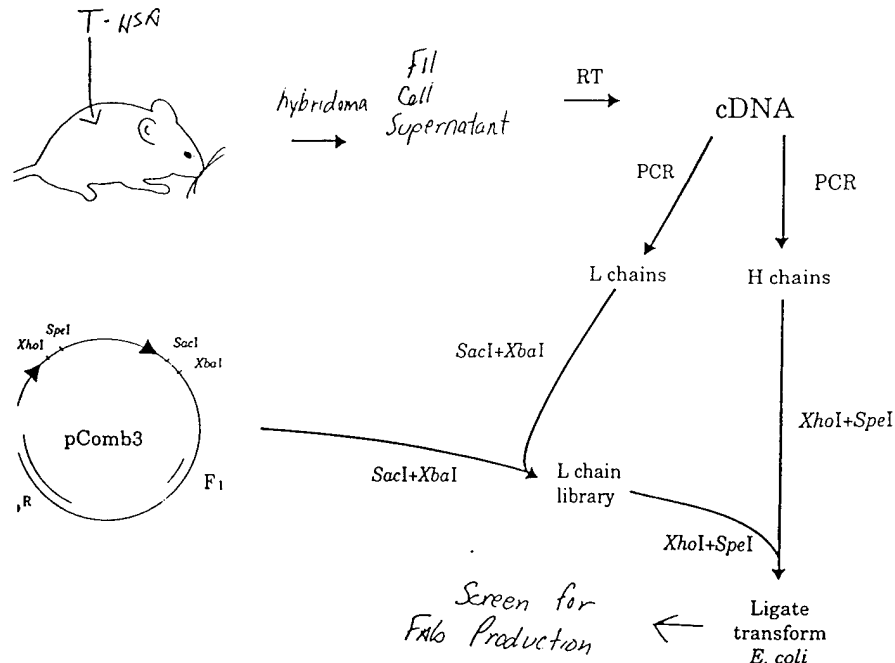 T-HSA
hybridoma
F11
Cell
Supernatant
RT
cDNA
PCR
PCR
L chains
H chains
XhoI
SpeI
SacI
XbaI
pComb3
F1
R
SacI+XbaI
SacI+XbaI
L chain
library
XhoI+SpeI
XhoI+SpeI
Ligate
transform
E. coli
Screen for
FAb Production